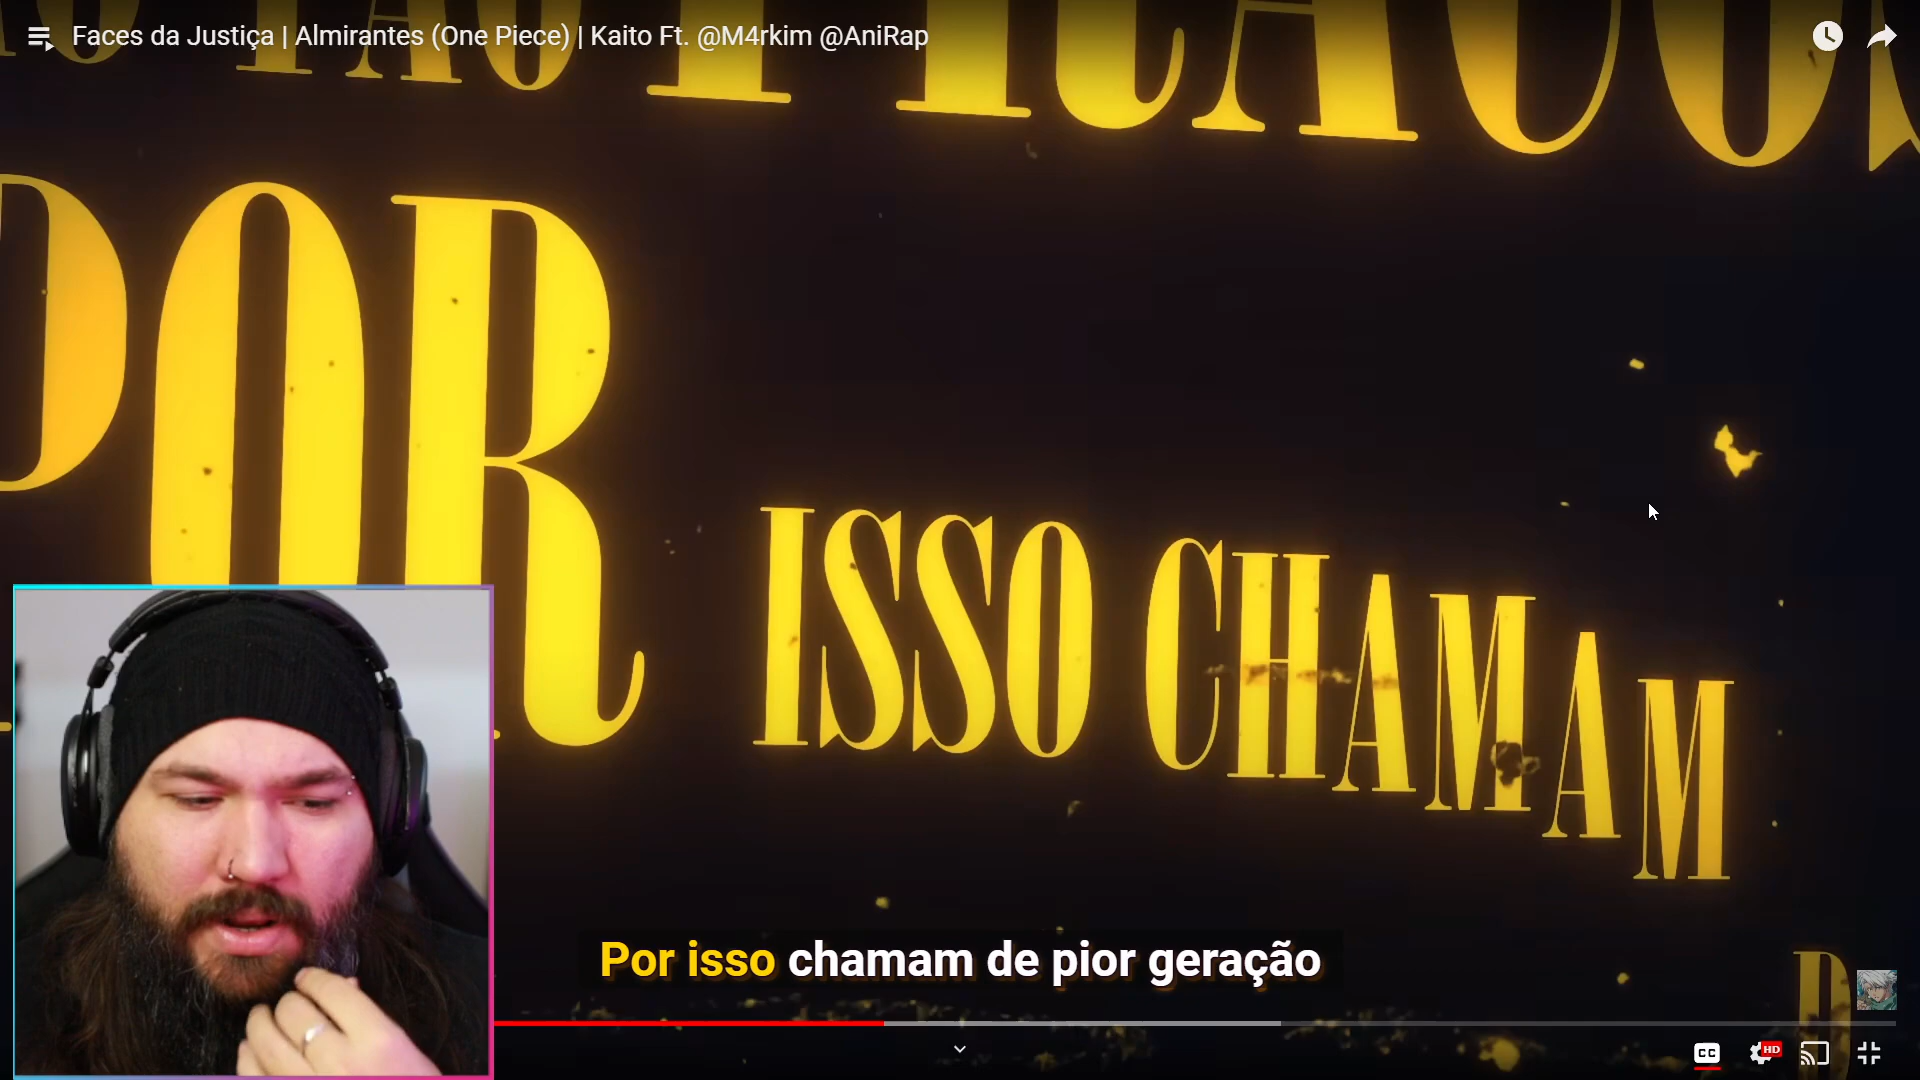 Faces da Justiça | Almirantes (One Piece) | Kaito Ft. @M4rkim @AniRap
POR ISSO CHAMAM
D
Por isso chamam de pior geração
CC
HD